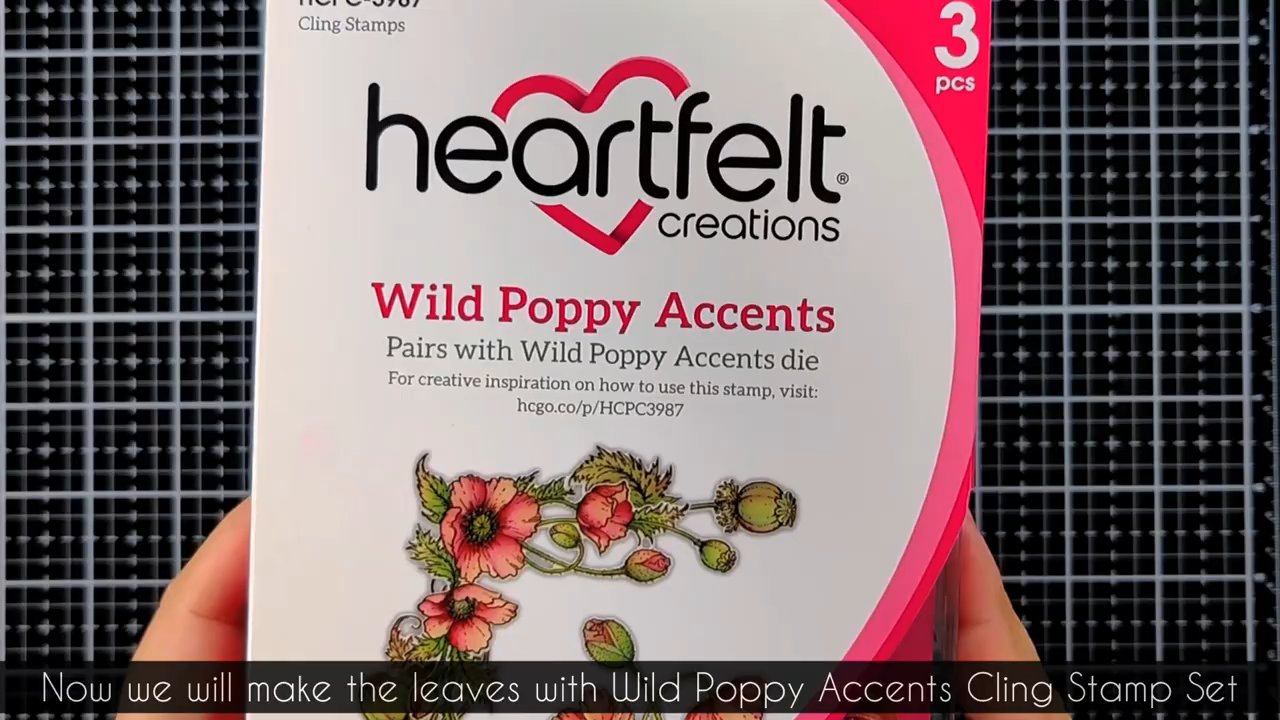 HCPC-3987
Cling Stamps
3
pcs
heartfelt®
creations
Wild Poppy Accents
Pairs with Wild Poppy Accents die
For creative inspiration on how to use this stamp, visit:
hcgo.co/p/HCPC3987
Now we will make the leaves with Wild Poppy Accents Cling Stamp Set